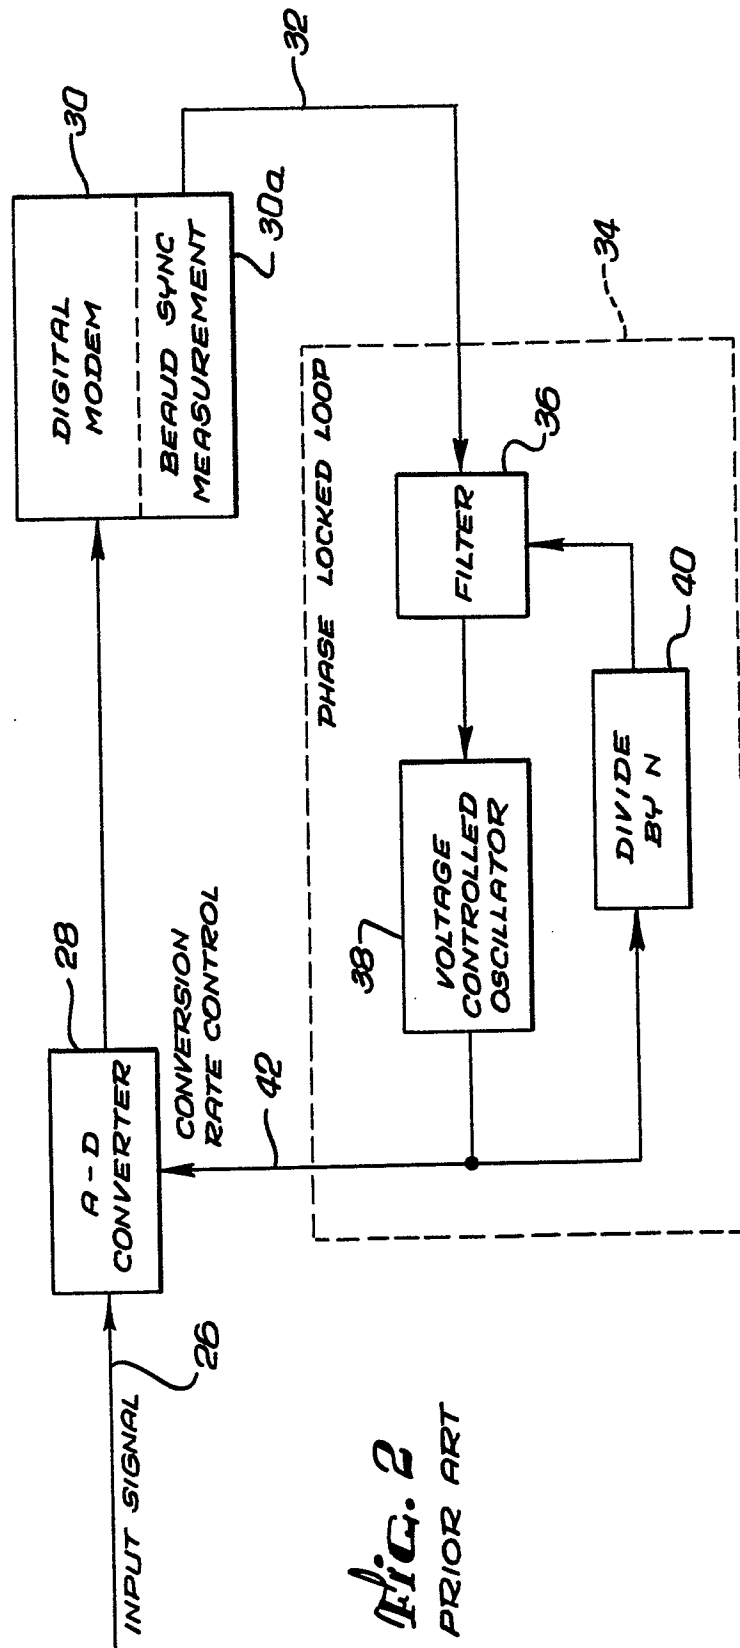 INPUT SIGNAL
26
A-D
CONVERTER
28
CONVERSION
RATE CONTROL
42
DIGITAL
MODEM
30
BEAUD SYNC
MEASUREMENT
30a
32
PHASE LOCKED LOOP
34
VOLTAGE
CONTROLLED
OSCILLATOR
38
FILTER
36
DIVIDE
BY N
40
FIG. 2
PRIOR ART